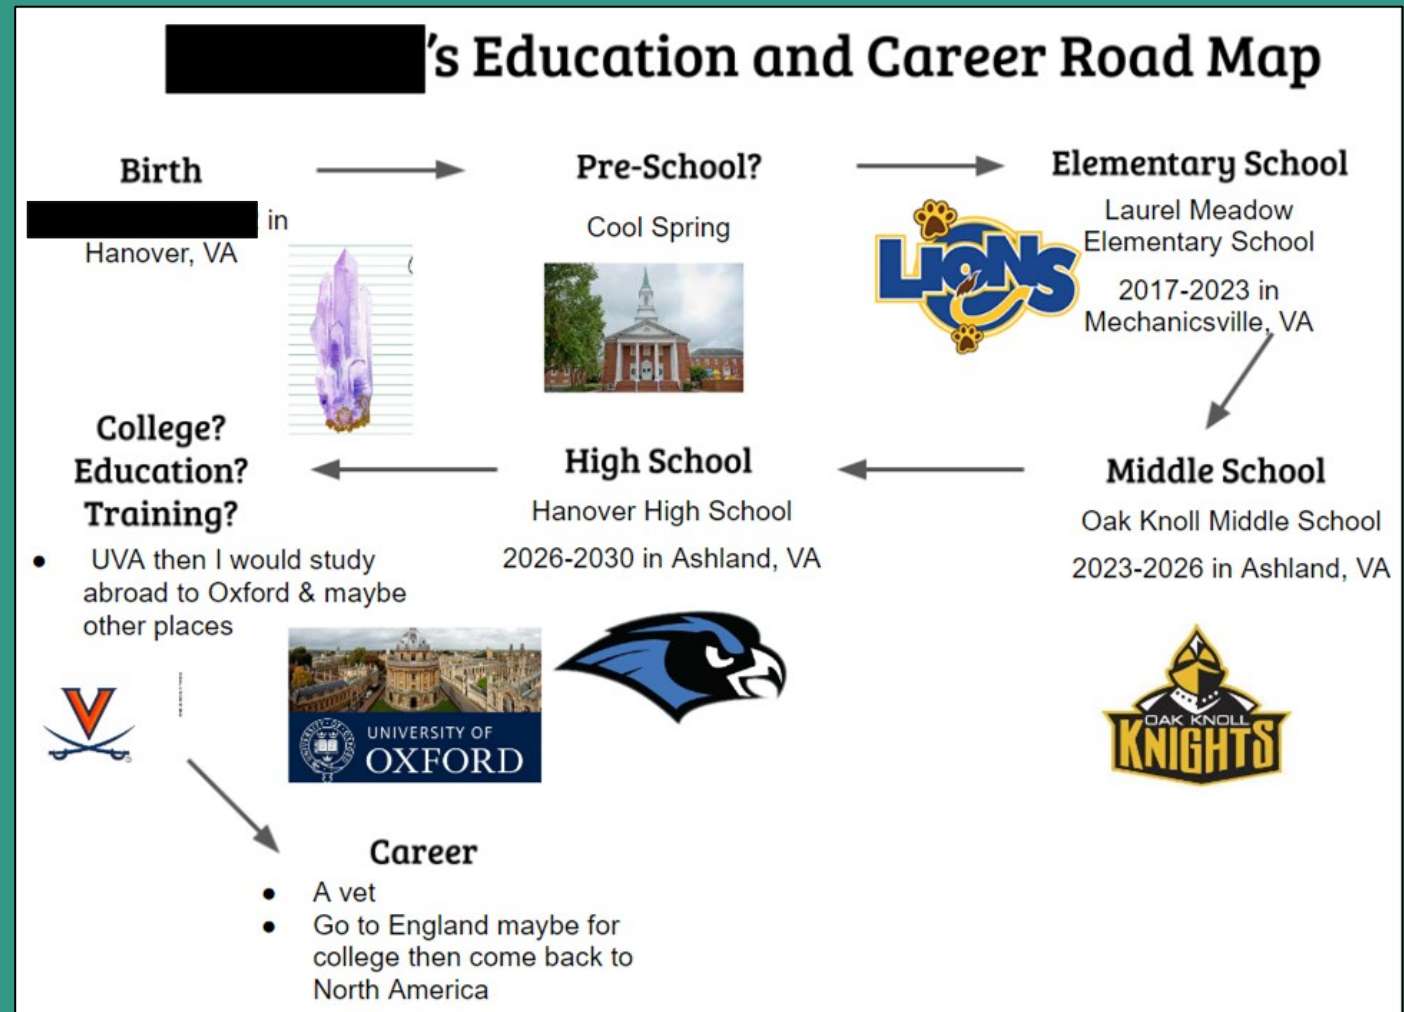 's Education and Career Road Map
Birth
in
Hanover, VA
Pre-School?
Cool Spring
Elementary School
Laurel Meadow
Elementary School
2017-2023 in
Mechanicsville, VA
LIONS
Middle School
Oak Knoll Middle School
2023-2026 in Ashland, VA
OAK KNOLL
KNIGHTS
High School
Hanover High School
2026-2030 in Ashland, VA
College?
Education?
Training?
● UVA then I would study
abroad to Oxford & maybe
other places
V
UNIVERSITY OF
OXFORD
Career
● A vet
● Go to England maybe for
college then come back to
North America